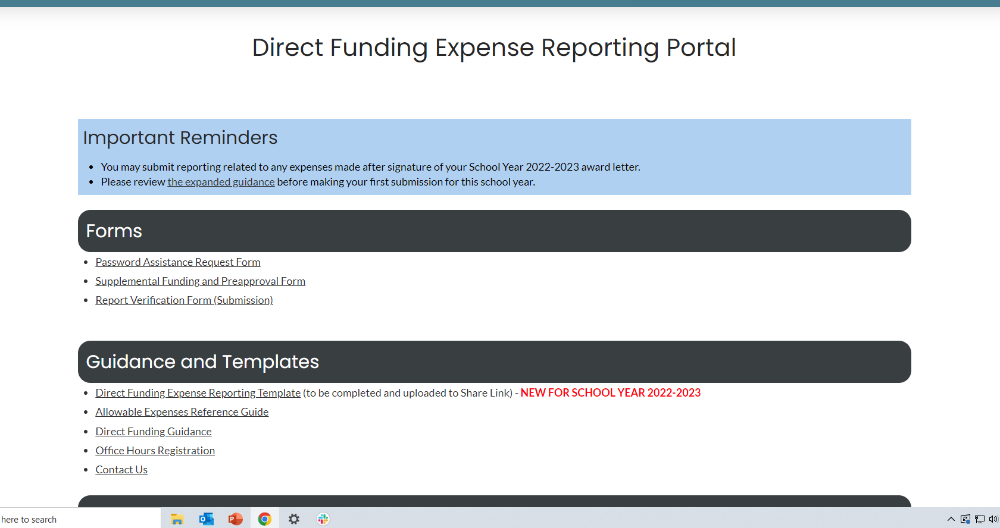 Direct Funding Expense Reporting Portal
Important Reminders
• You may submit reporting related to any expenses made after signature of your School Year 2022-2023 award letter.
• Please review the expanded guidance before making your first submission for this school year.
Forms
• Password Assistance Request Form
• Supplemental Funding and Preapproval Form
• Report Verification Form (Submission)
Guidance and Templates
• Direct Funding Expense Reporting Template (to be completed and uploaded to Share Link) - NEW FOR SCHOOL YEAR 2022-2023
• Allowable Expenses Reference Guide
• Direct Funding Guidance
• Office Hours Registration
• Contact Us
here to search